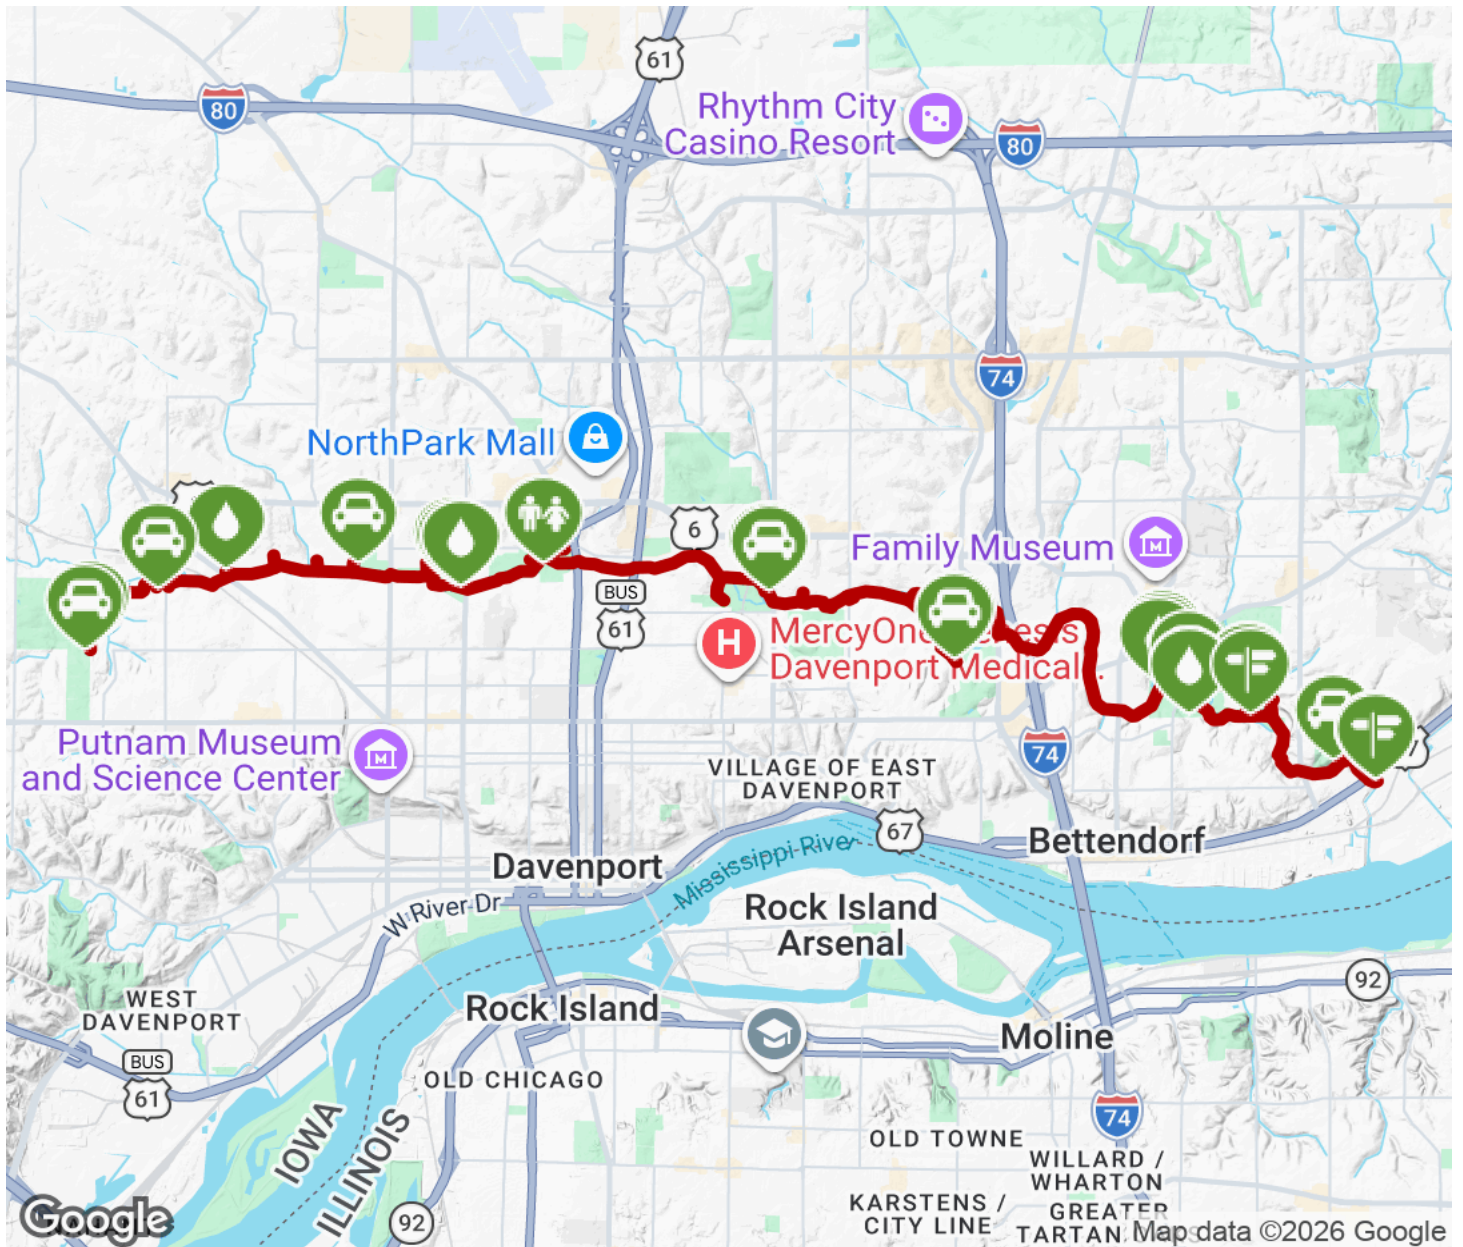 61
80
Rhythm City
Casino Resort
80
74
NorthPark Mall
6
Family Museum
BUS
61
MercyOne Genesis
Davenport Medical...
Putnam Museum
and Science Center
74
7
VILLAGE OF EAST
DAVENPORT
67
Bettendorf
Mississippi River
Davenport
W River Dr
Rock Island
Arsenal
92
WEST
DAVENPORT
Rock Island
Moline
BUS
61
OLD CHICAGO
74
IOWA
ILLINOIS
OLD TOWNE
WILLARD /
WHARTON
KARSTENS /
CITY LINE
GREATER
TARTAN
92
Google
Map data ©2026 Google